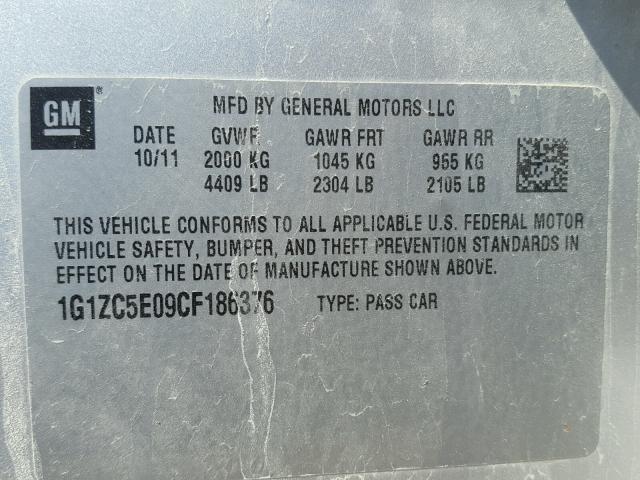 GM®
MFD BY GENERAL MOTORS LLC
DATE GVWR GAWR FRT GAWR RR
10/11 2000 KG 1045 KG 955 KG
4409 LB 2304 LB 2105 LB
THIS VEHICLE CONFORMS TO ALL APPLICABLE U.S. FEDERAL MOTOR
VEHICLE SAFETY, BUMPER, AND THEFT PREVENTION STANDARDS IN
EFFECT ON THE DATE OF MANUFACTURE SHOWN ABOVE.
1G1ZC5E09CF186376 TYPE: PASS CAR